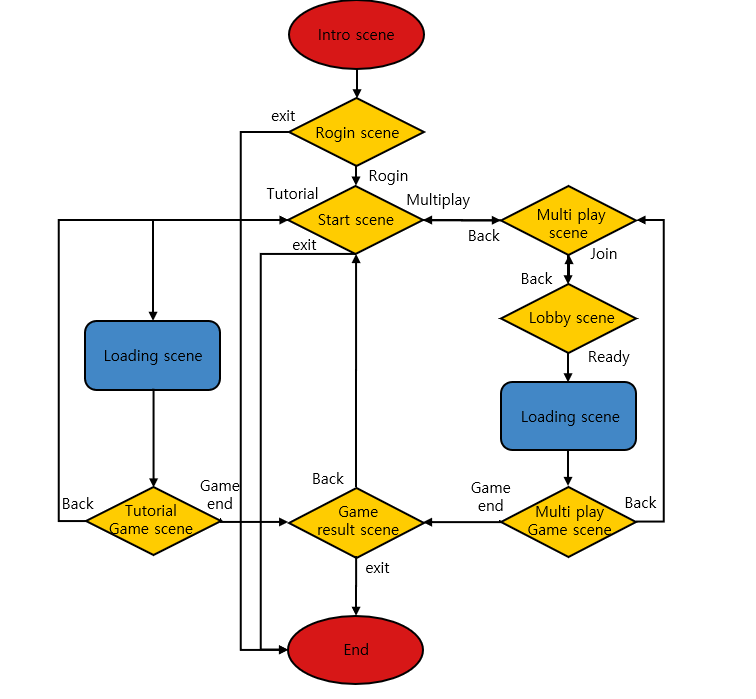 Intro scene
exit
Rogin scene
Rogin
Tutorial
Multiplay
Start scene
Multi play
scene
Back
exit
Join
Back
Lobby scene
Loading scene
Ready
Loading scene
Back
Game
end
Tutorial
Game scene
Back
Game
result scene
Game
end
Multi play
Game scene
Back
exit
End